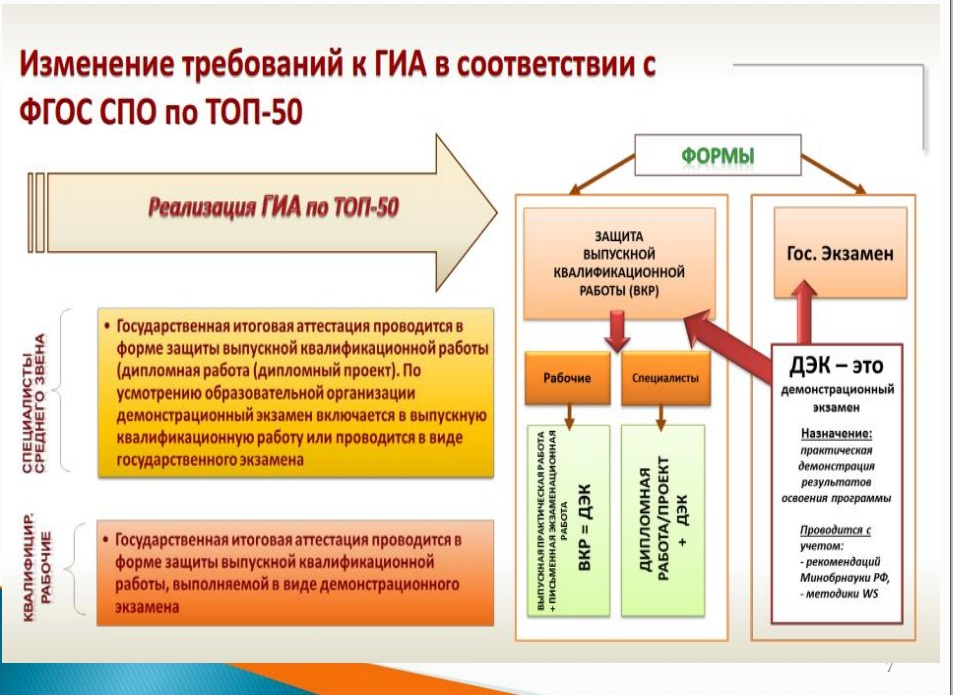 Изменение требований к ГИА в соответствии с
ФГОС СПО по ТОП-50
Реализация ГИА по ТОП-50
СПЕЦИАЛИСТЫ
СРЕДНЕГО ЗВЕНА
• Государственная итоговая аттестация проводится в
форме защиты выпускной квалификационной работы
(дипломная работа (дипломный проект). По
усмотрению образовательной организации
демонстрационный экзамен включается в выпускную
квалификационную работу или проводится в виде
государственного экзамена
КВАЛИФИЦИР.
РАБОЧИЕ
• Государственная итоговая аттестация проводится в
форме защиты выпускной квалификационной
работы, выполняемой в виде демонстрационного
экзамена
ФОРМЫ
ЗАЩИТА
ВЫПУСКНОЙ
КВАЛИФИКАЦИОННОЙ
РАБОТЫ (ВКР)
Рабочие
Специалисты
ВЫПУСКНАЯ ПРАКТИЧЕСКАЯ РАБОТА
+ ПИСЬМЕННАЯ ЭКЗАМЕНАЦИОННАЯ
РАБОТА
ВКР = ДЭК
ДИПЛОМНАЯ
РАБОТА/ПРОЕКТ
+
ДЭК
Гос. Экзамен
ДЭК – это
демонстрационный
экзамен
Назначение:
практическая
демонстрация
результатов
освоения программы
Проводится с
учетом:
- рекомендаций
Минобрнауки РФ,
- методики WS
7